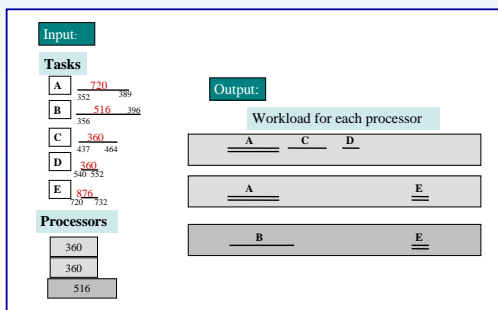 Input:
Tasks
A 720
352 389
B 516 396
356
C 360
437 464
D 360
540 552
E 876
720 732
Processors
360
360
516
Output:
Workload for each processor
A C D
A E
B E